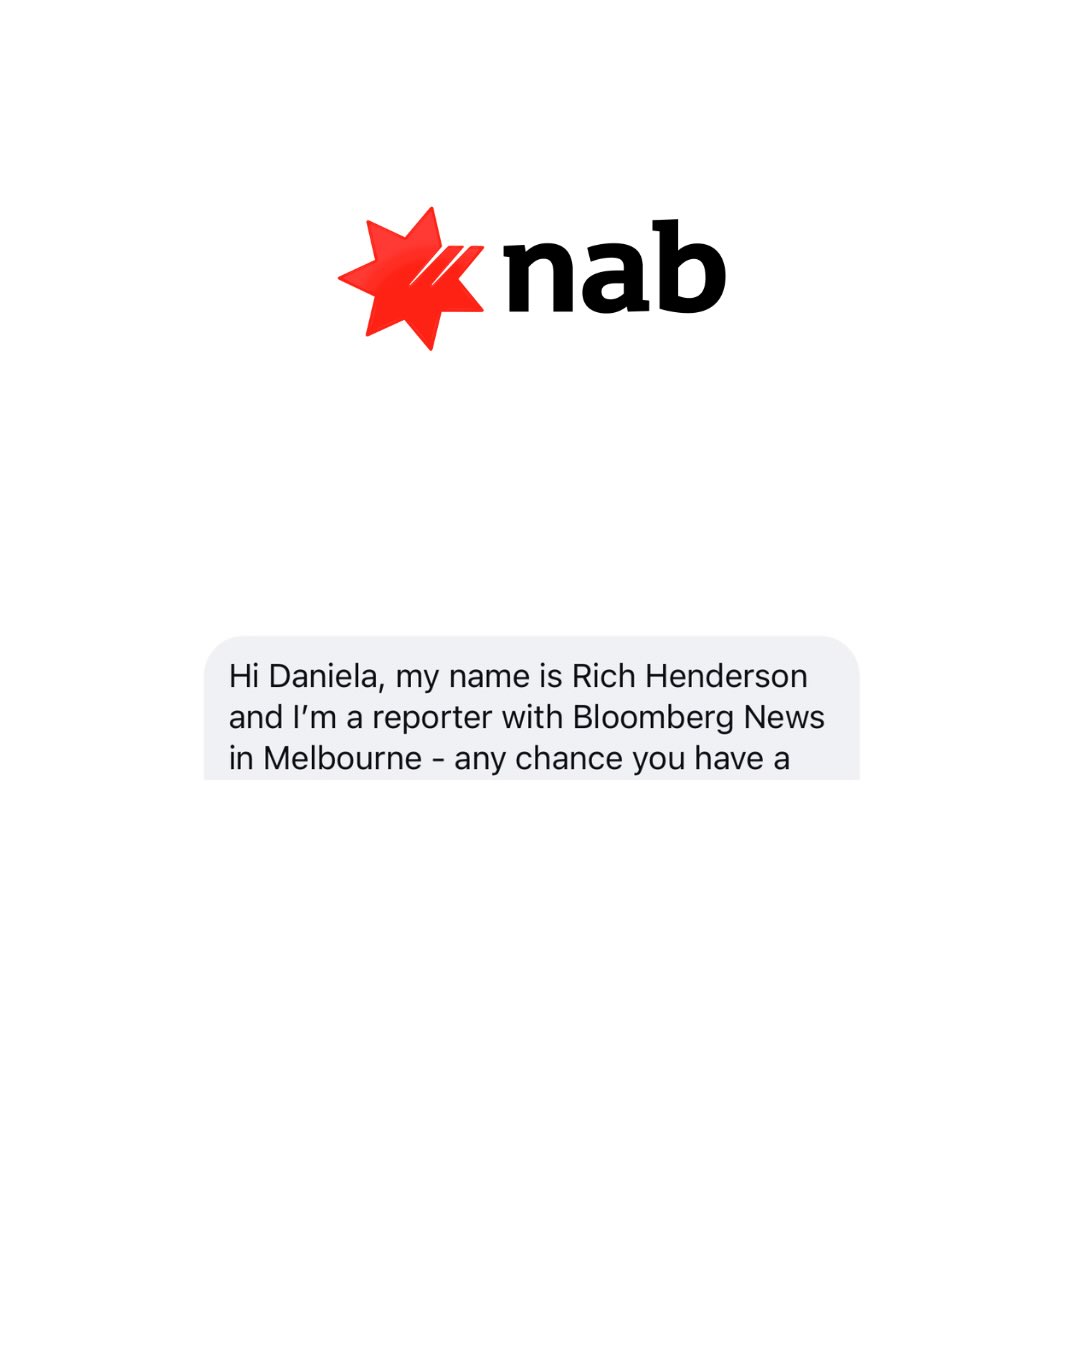 nab
Hi Daniela, my name is Rich Henderson
and I’m a reporter with Bloomberg News
in Melbourne - any chance you have a